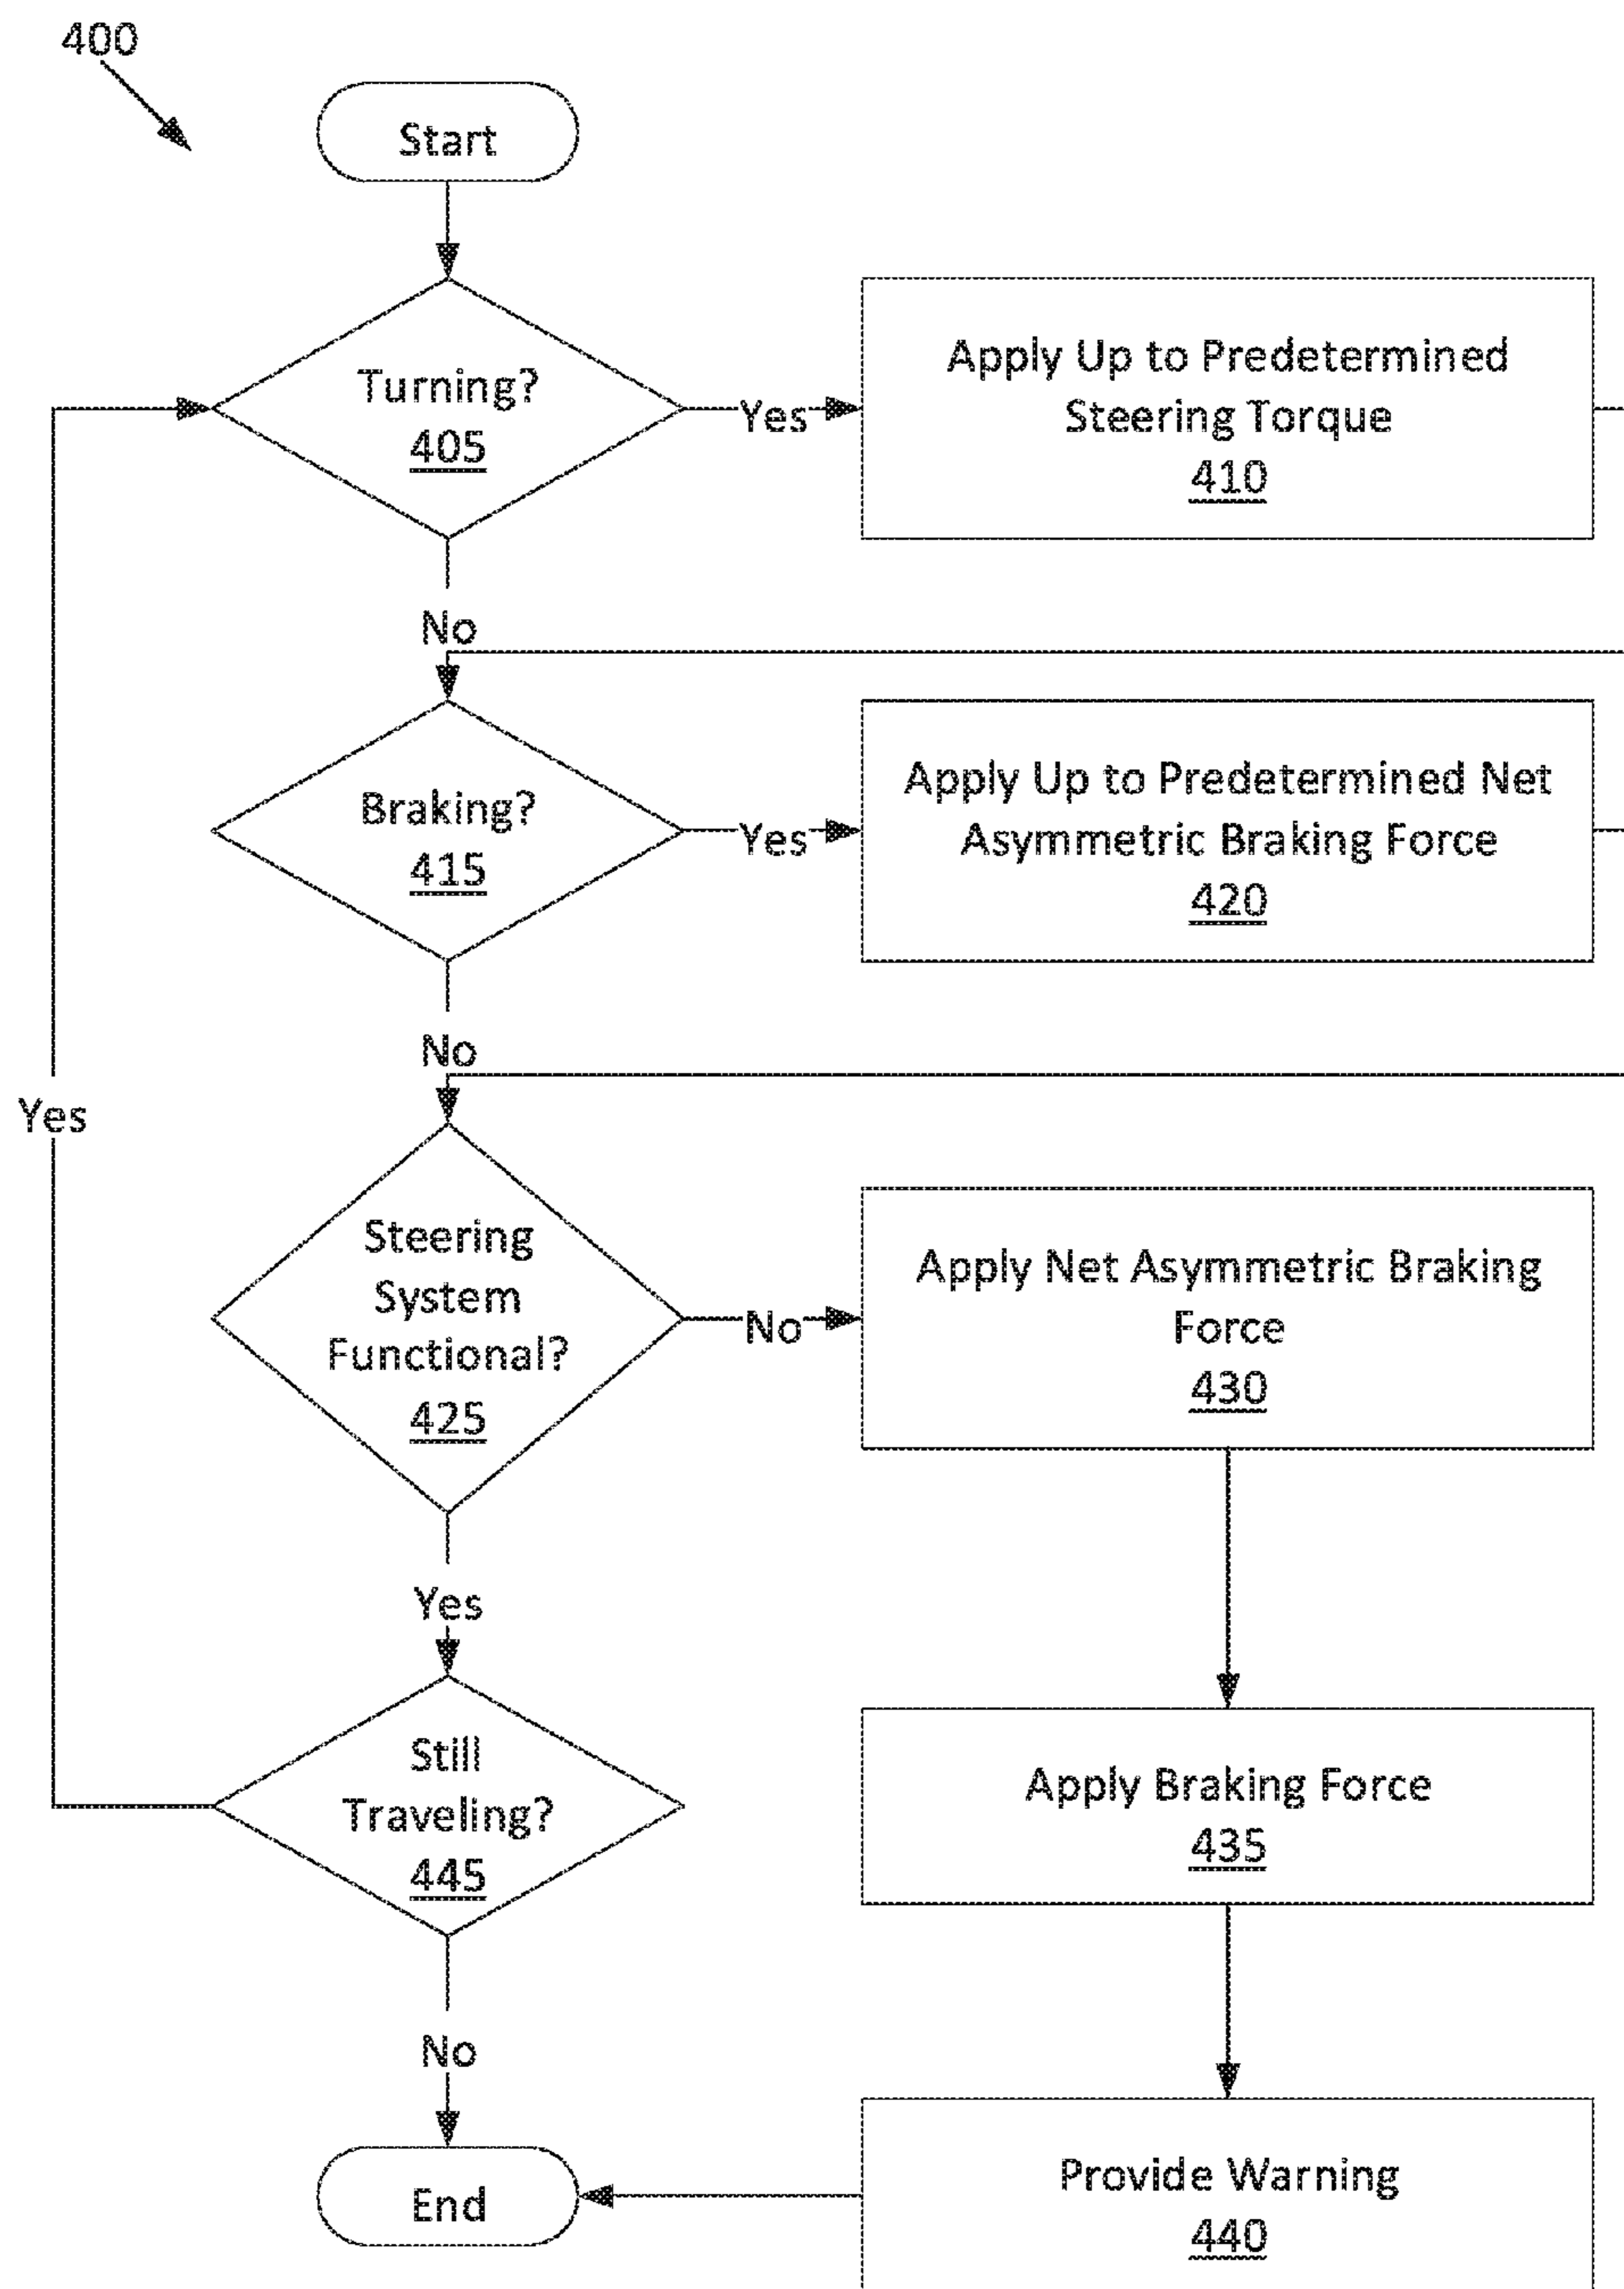 400
Start
Turning?
405
Yes
Apply Up to Predetermined
Steering Torque
410
No
Braking?
415
Yes
Apply Up to Predetermined Net
Asymmetric Braking Force
420
No
Yes
Steering
System
Functional?
425
No
Apply Net Asymmetric Braking
Force
430
Yes
Still
Traveling?
445
Apply Braking Force
435
No
End
Provide Warning
440